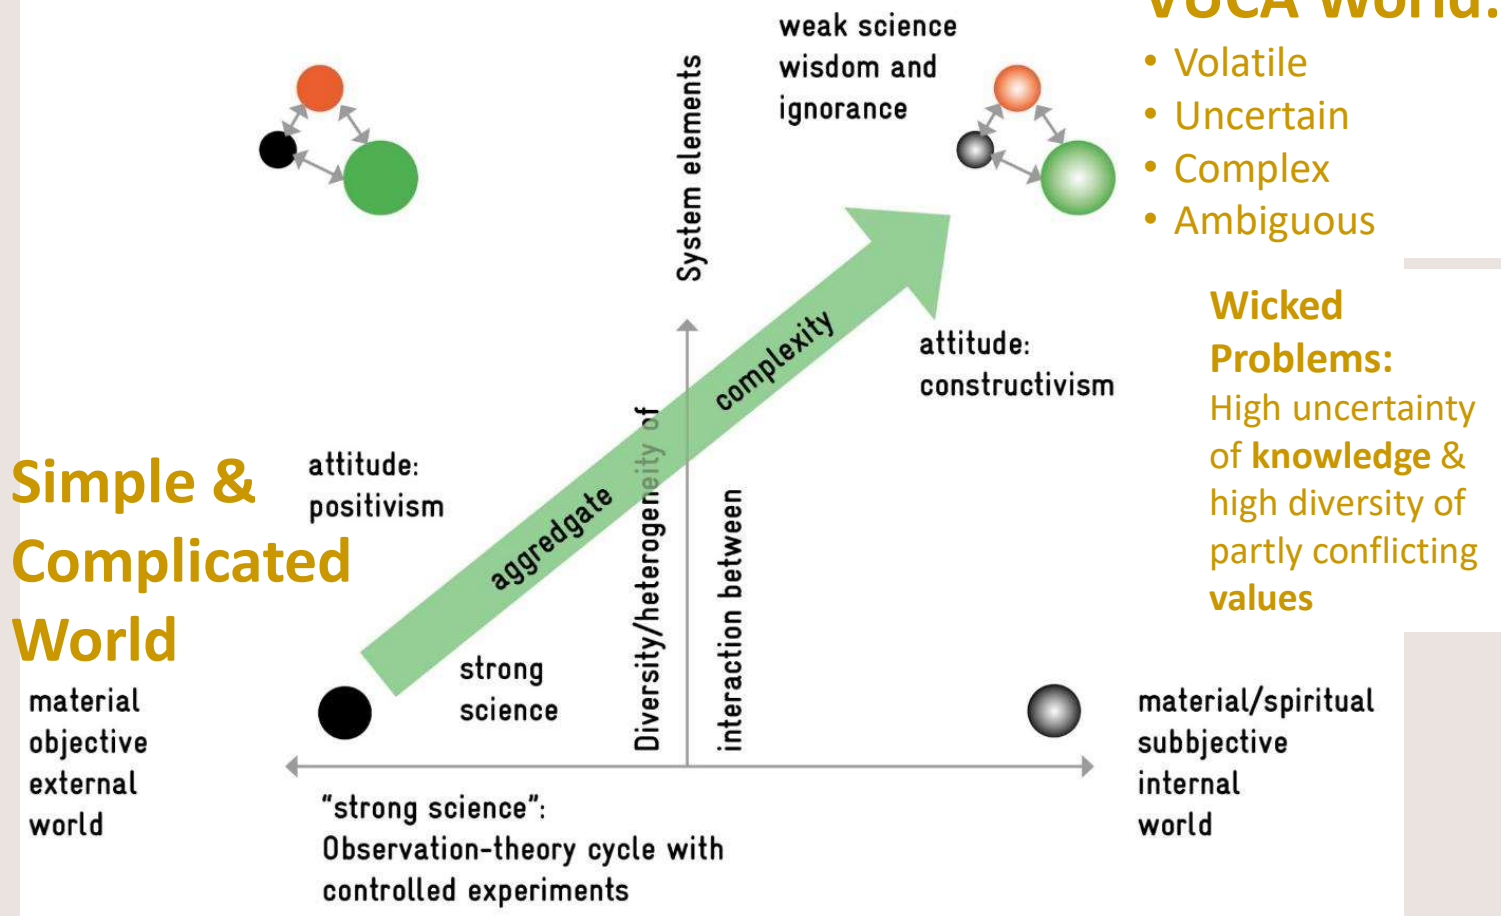 VUCA World:
• Volatile
• Uncertain
• Complex
• Ambiguous
weak science
wisdom and
ignorance
Wicked
Problems:
High uncertainty
of knowledge &
high diversity of
partly conflicting
values
attitude:
constructivism
Simple &
Complicated
World
attitude:
positivism
aggredgate complexity
Diversity/heterogeneity of System elements
interaction between
strong
science
material
objective
external
world
material/spiritual
subbjective
internal
world
“strong science”:
Observation-theory cycle with
controlled experiments